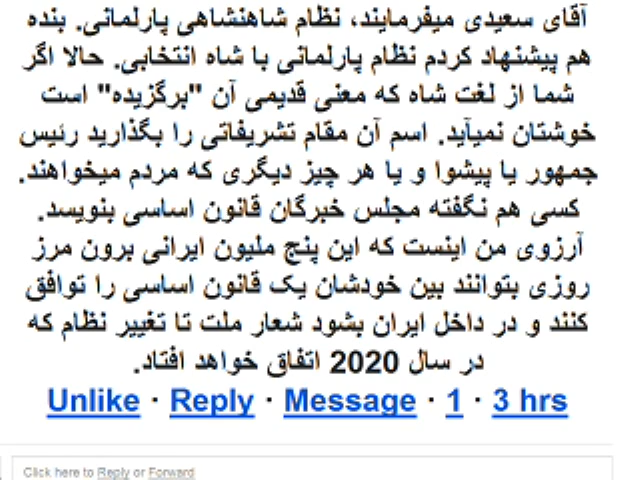 آقای سعیدی میفرمایند، نظام شاهنشاهی پارلمانی. بنده
هم پیشنهاد کردم نظام پارلمانی با شاه انتخابی. حالا اگر
شما از لغت شاه که معنی قدیمی آن "برگزیده" است
خوشتان نمیآید. اسم آن مقام تشریفاتی را بگذارید رئیس
جمهور یا پیشوا و یا هر چیز دیگری که مردم میخواهند.
کسی هم نگفته مجلس خبرگان قانون اساسی بنویسد.
آرزوی من اینست که این پنج ملیون ایرانی برون مرز
روزی بتوانند بین خودشان یک قانون اساسی را توافق
کنند و در داخل ایران بشود شعار ملت تا تغییر نظام که
در سال 2020 اتفاق خواهد افتاد.
Unlike · Reply · Message · 1 · 3 hrs
Click here to Reply or Forward